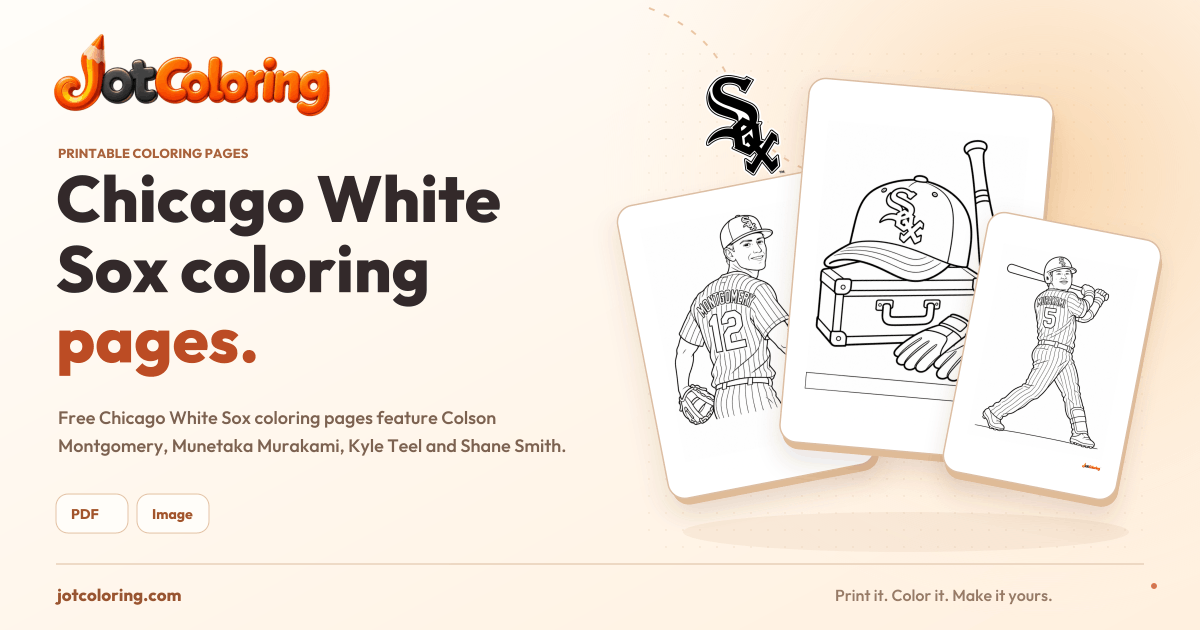 JotColoring
PRINTABLE COLORING PAGES
Chicago White
Sox coloring
pages.
Free Chicago White Sox coloring pages feature Colson
Montgomery, Munetaka Murakami, Kyle Teel and Shane Smith.
PDF
Image
Sox
MONTGOMERY
12
Sox
MURAKAMI
5
JotColoring
jotcoloring.com
Print it. Color it. Make it yours.